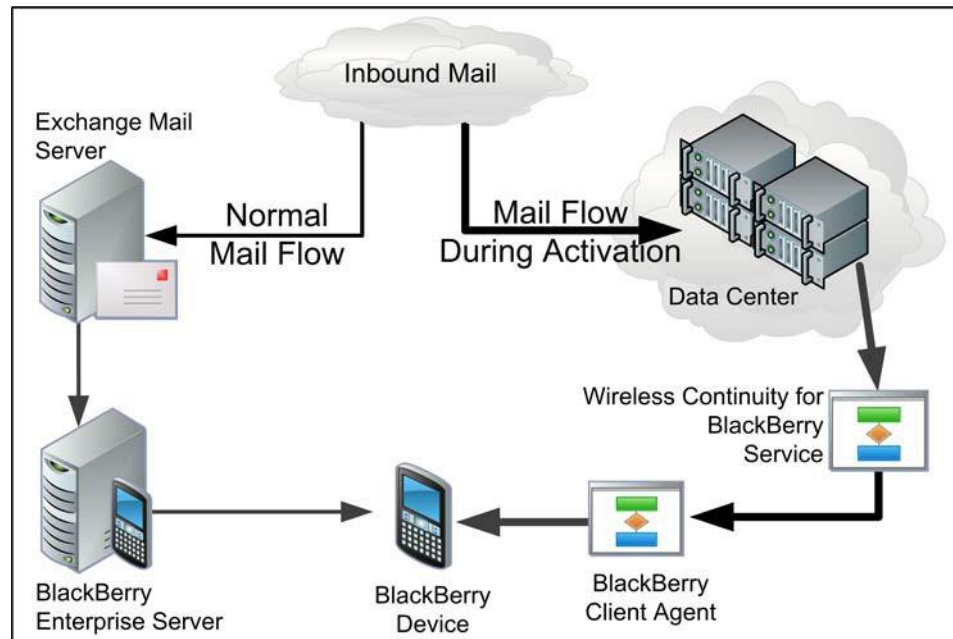 Inbound Mail
Exchange Mail
Server
Normal
Mail Flow
Mail Flow
During Activation
Data Center
Wireless Continuity for
BlackBerry
Service
BlackBerry
Enterprise Server
BlackBerry
Device
BlackBerry
Client Agent